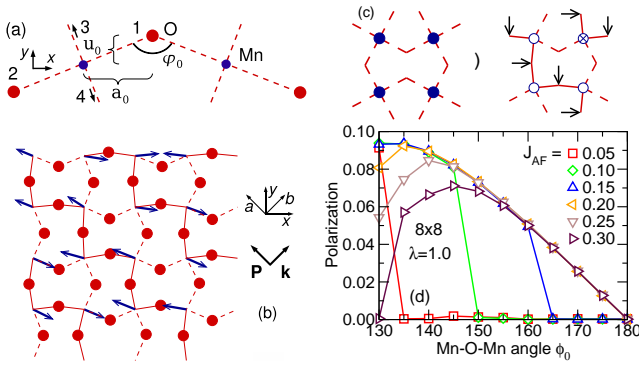 (a)
y
x
u₀
3
1
O
φ₀
Mn
2
4
a₀
(b)
y
a
b
x
P
k
(c)
)
Polarization
0.10
0.08
0.06
0.04
0.02
0.00
J_AF =
0.05
0.10
0.15
0.20
0.25
0.30
8x8
λ=1.0
(d)
130 140 150 160 170 180
Mn-O-Mn angle ϕ₀